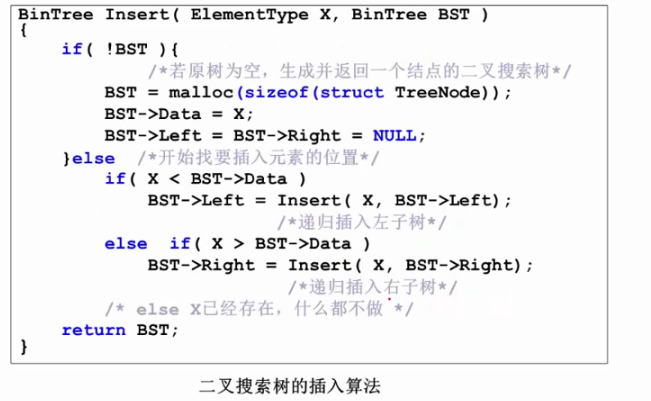 BinTree Insert( ElementType X, BinTree BST )
{
    if( !BST ){
            /*若原树为空，生成并返回一个结点的二叉搜索树*/
        BST = malloc(sizeof(struct TreeNode));
        BST->Data = X;
        BST->Left = BST->Right = NULL;
    }else  /*开始找要插入元素的位置*/
        if( X < BST->Data )
            BST->Left = Insert( X, BST->Left);
                        /*递归插入左子树*/
        else  if( X > BST->Data )
            BST->Right = Insert( X, BST->Right);
                         /*递归插入右子树*/
        /* else X已经存在，什么都不做 */
    return BST;
}
二叉搜索树的插入算法